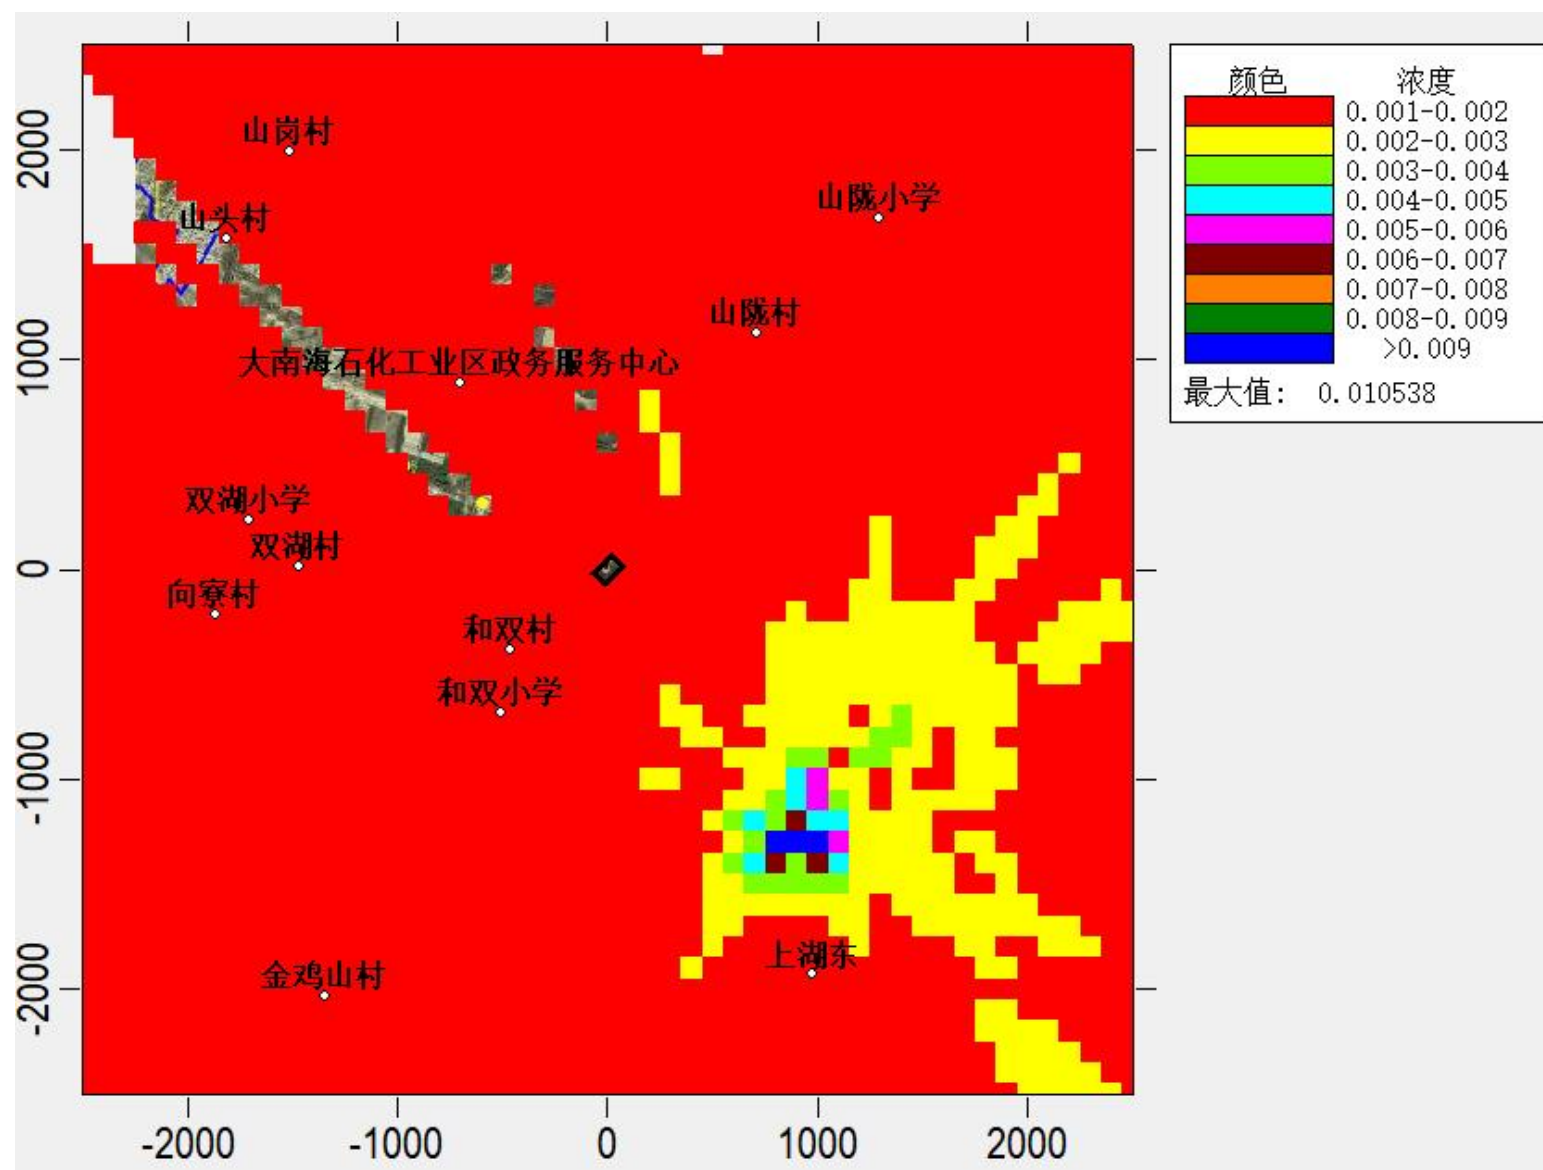 颜色 浓度
0.001-0.002
0.002-0.003
0.003-0.004
0.004-0.005
0.005-0.006
0.006-0.007
0.007-0.008
0.008-0.009
>0.009
最大值: 0.010538
山岗村
山头村
山陇小学
山陇村
大南海石化工业区政务服务中心
双湖小学
双湖村
向寮村
和双村
和双小学
上湖东
金鸡山村
2000
1000
0
-1000
-2000
-2000
-1000
0
1000
2000